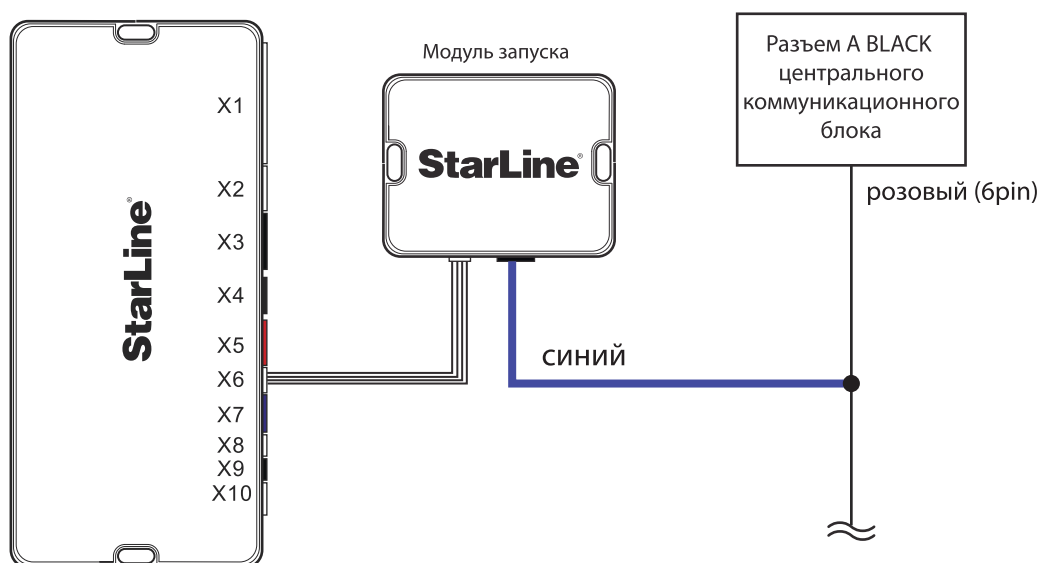 Модуль запуска
Разъем A BLACK
центрального
коммуникационного
блока
X1
StarLine®
X2
розовый (6pin)
X3
StarLine®
X4
X5
синий
X6
X7
X8
X9
X10